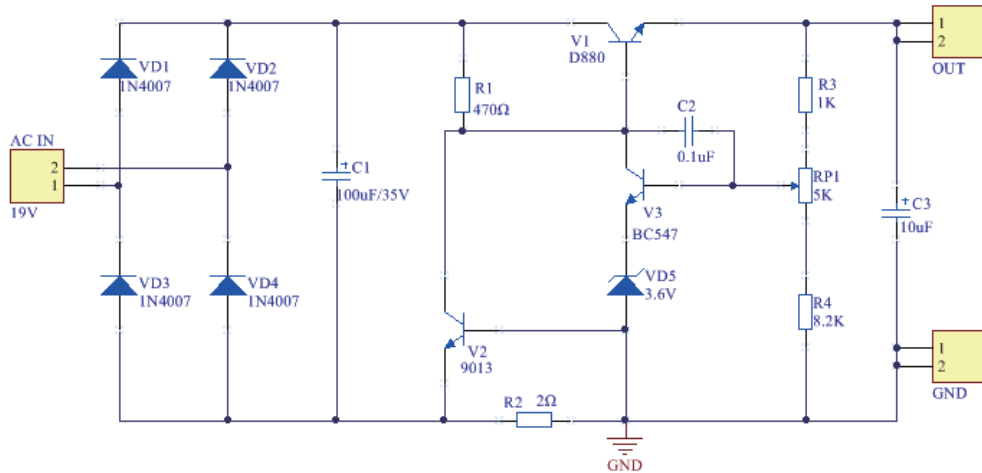 V1
D880
1
2
OUT
VD1
1N4007
VD2
1N4007
R1
470Ω
R3
1K
C2
0.1uF
AC IN
2
1
19V
C1
100uF/35V
RP1
5K
V3
BC547
C3
10uF
VD3
1N4007
VD4
1N4007
VD5
3.6V
R4
8.2K
V2
9013
1
2
GND
R2 2Ω
GND